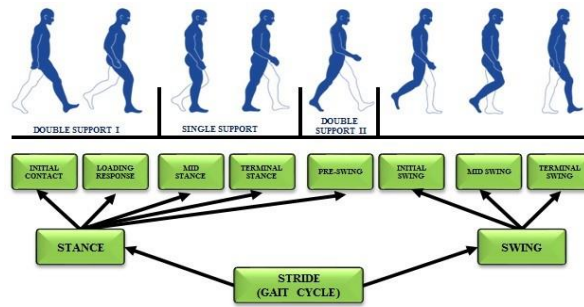 DOUBLE SUPPORT I
SINGLE SUPPORT
DOUBLE
SUPPORT II
INITIAL
CONTACT
LOADING
RESPONSE
MID
STANCE
TERMINAL
STANCE
PRE-SWING
INITIAL
SWING
MID SWING
TERMINAL
SWING
STANCE
SWING
STRIDE
(GAIT CYCLE)